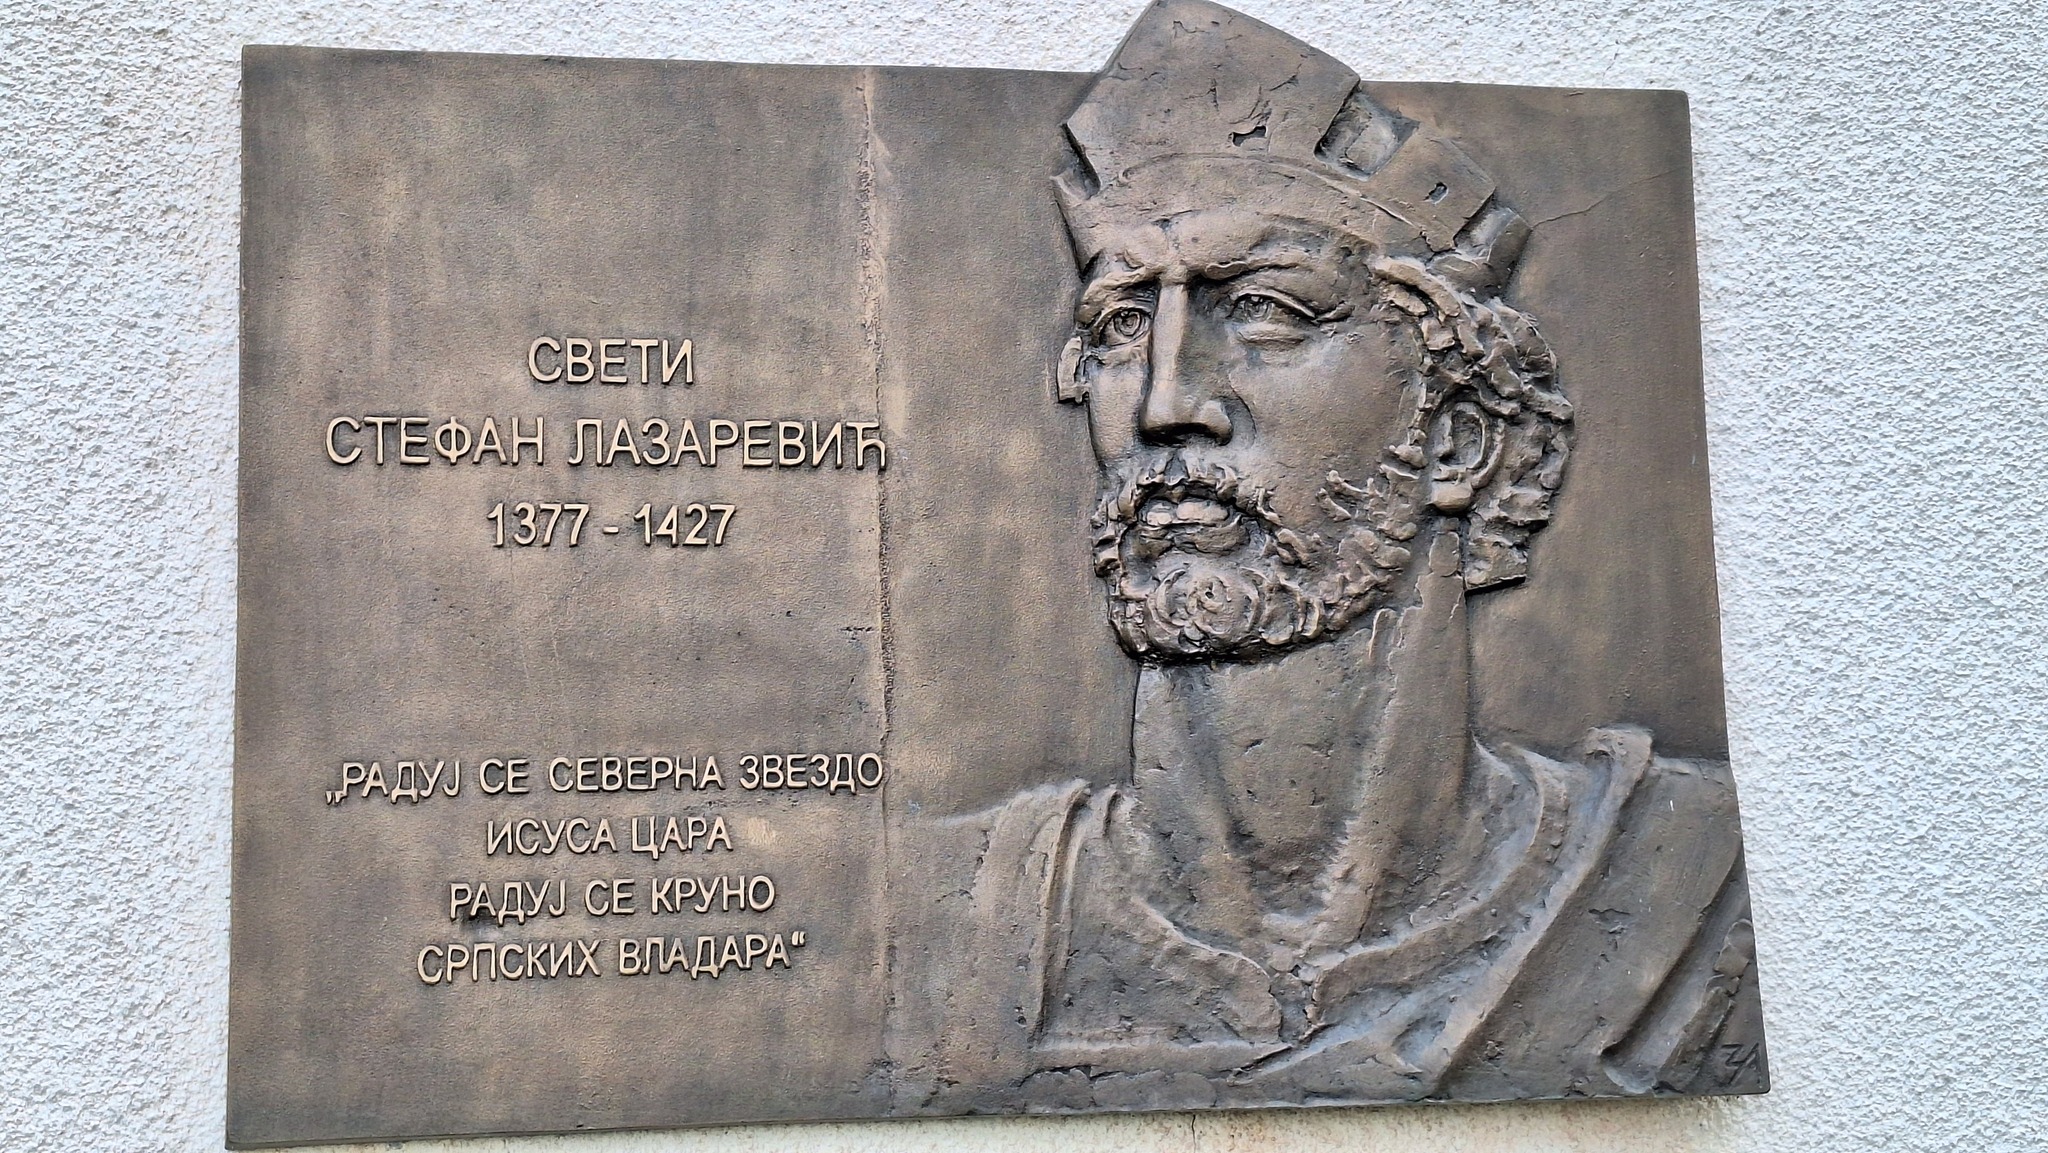 СВЕТИ
СТЕФАН ЛАЗАРЕВИЋ
1377 - 1427
„РАДУЈ СЕ СЕВЕРНА ЗВЕЗДО
ИСУСА ЦАРА
РАДУЈ СЕ КРУНО
СРПСКИХ ВЛАДАРА“